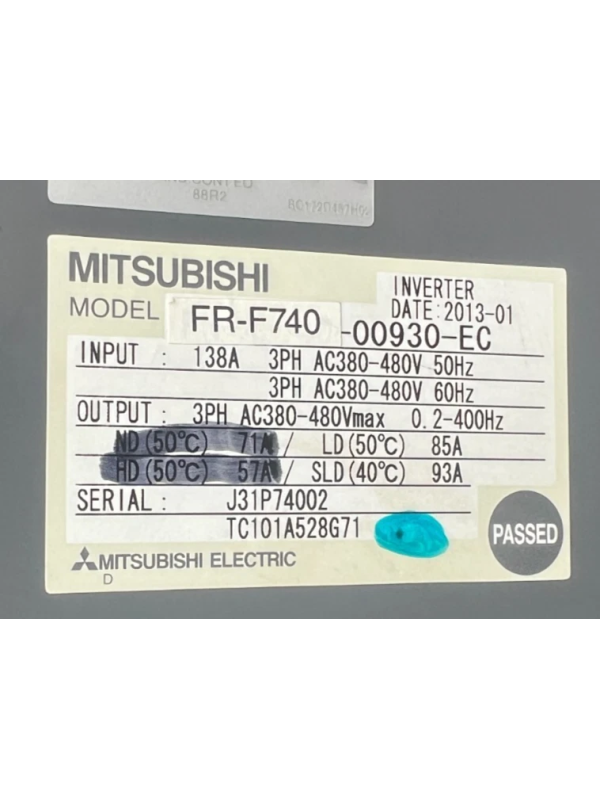 68R2
MITSUBISHI
INVERTER
DATE:2013-01
MODEL FR-F740 -00930-EC
INPUT : 138A 3PH AC380-480V 50Hz
3PH AC380-480V 60Hz
OUTPUT : 3PH AC380-480Vmax 0.2-400Hz
ND(50°C) 71A / LD(50°C) 85A
HD(50°C) 57A / SLD(40°C) 93A
SERIAL : J31P74002
TC101A528G71
PASSED
MITSUBISHI ELECTRIC
D